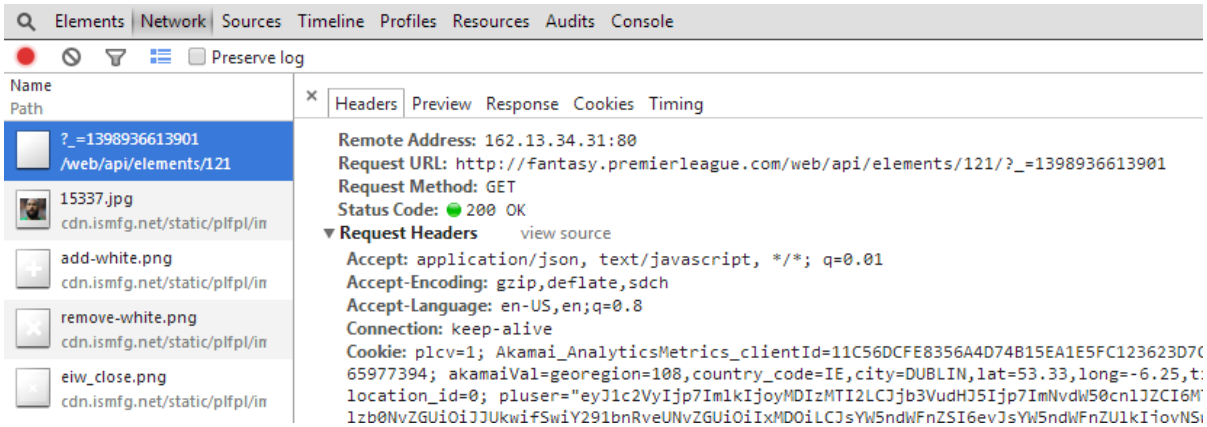 Elements Network Sources Timeline Profiles Resources Audits Console
Preserve log
Name
Path
?_=1398936613901
/web/api/elements/121
15337.jpg
cdn.ismfg.net/static/plfpl/in
add-white.png
cdn.ismfg.net/static/plfpl/in
remove-white.png
cdn.ismfg.net/static/plfpl/in
eiw_close.png
cdn.ismfg.net/static/plfpl/in
× Headers Preview Response Cookies Timing
Remote Address: 162.13.34.31:80
Request URL: http://fantasy.premierleague.com/web/api/elements/121/?_=1398936613901
Request Method: GET
Status Code: 200 OK
Request Headers view source
Accept: application/json, text/javascript, */*; q=0.01
Accept-Encoding: gzip,deflate,sdch
Accept-Language: en-US,en;q=0.8
Connection: keep-alive
Cookie: plcv=1; Akamai_AnalyticsMetrics_clientId=11C56DCFE8356A4D74B15EA1E5FC123623D7C
65977394; akamaiVal=georegion=108,country_code=IE,city=DUBLIN,lat=53.33,long=-6.25,t
location_id=0;